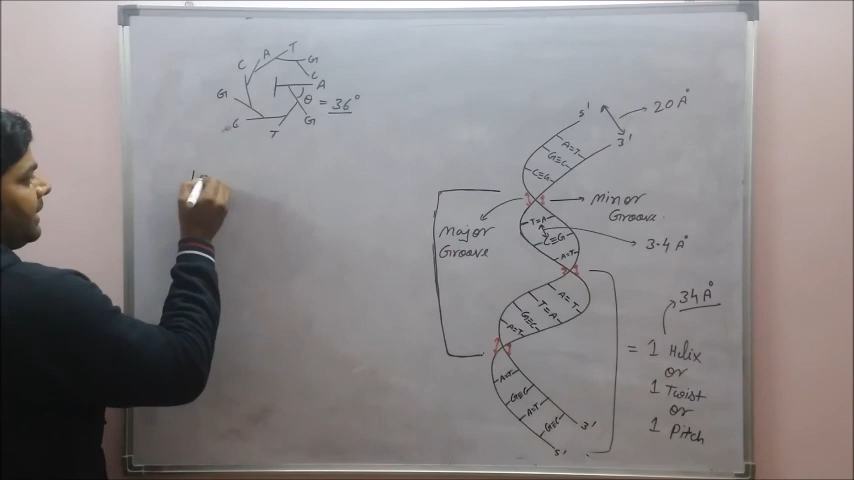 C A T G
C
G A
θ = 36°
C T G
10
5' 20 A°
3'
A=T
G≡C
C≡G
Minor
Groove
T=A
Major
Groove
C≡G
3.4 A°
A=T
A=T
T=A
G≡C
A=T
34 A°
= 1 Helix
or
1 Twist
or
1 Pitch
A=T
G≡C
A=T
G≡C
3'
5'